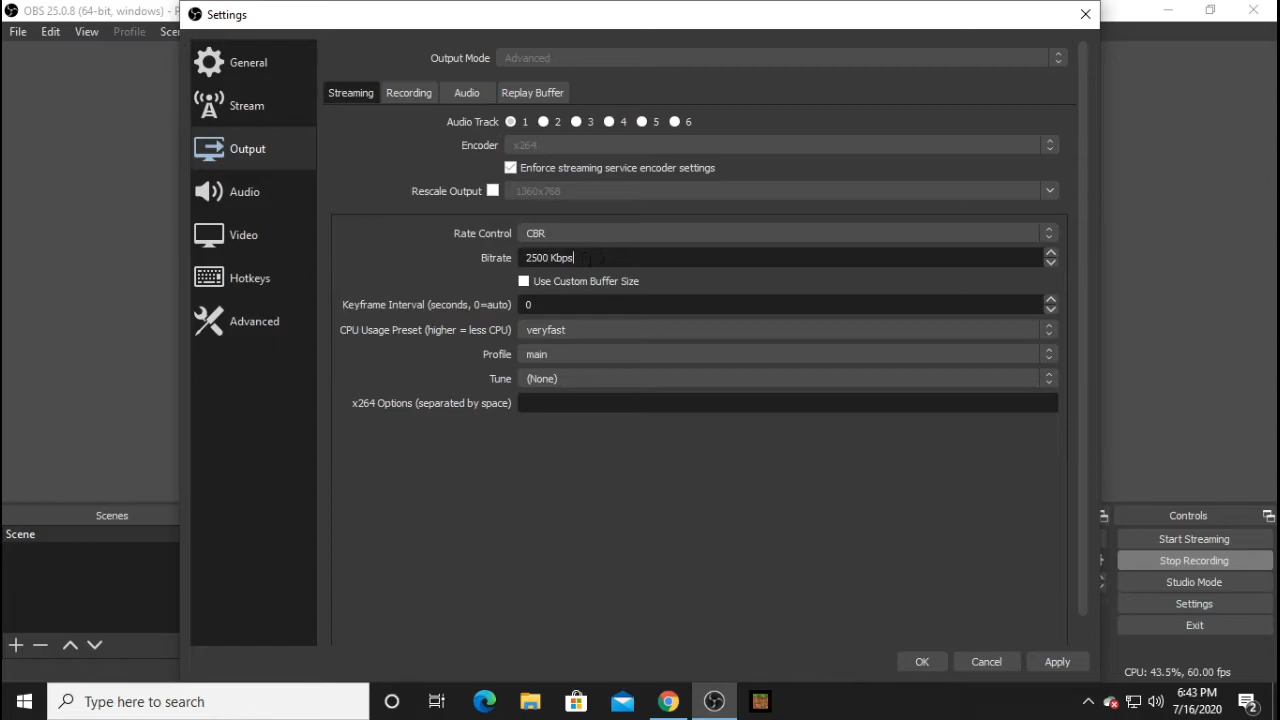 OBS 25.0.8 (64-bit, windows) - P
Settings
File Edit View Profile Sce
General
Stream
Output
Audio
Video
Hotkeys
Advanced
Output Mode Advanced
Streaming Recording Audio Replay Buffer
Audio Track 1 2 3 4 5 6
Encoder x264
Enforce streaming service encoder settings
Rescale Output 1360x768
Rate Control CBR
Bitrate 2500 Kbps
Use Custom Buffer Size
Keyframe Interval (seconds, 0=auto) 0
CPU Usage Preset (higher = less CPU) veryfast
Profile main
Tune (None)
x264 Options (separated by space)
OK Cancel Apply
Scenes
Scene
Controls
Start Streaming
Stop Recording
Studio Mode
Settings
Exit
CPU: 43.5%, 60.00 fps
Type here to search
6:43 PM
7/16/2020
2